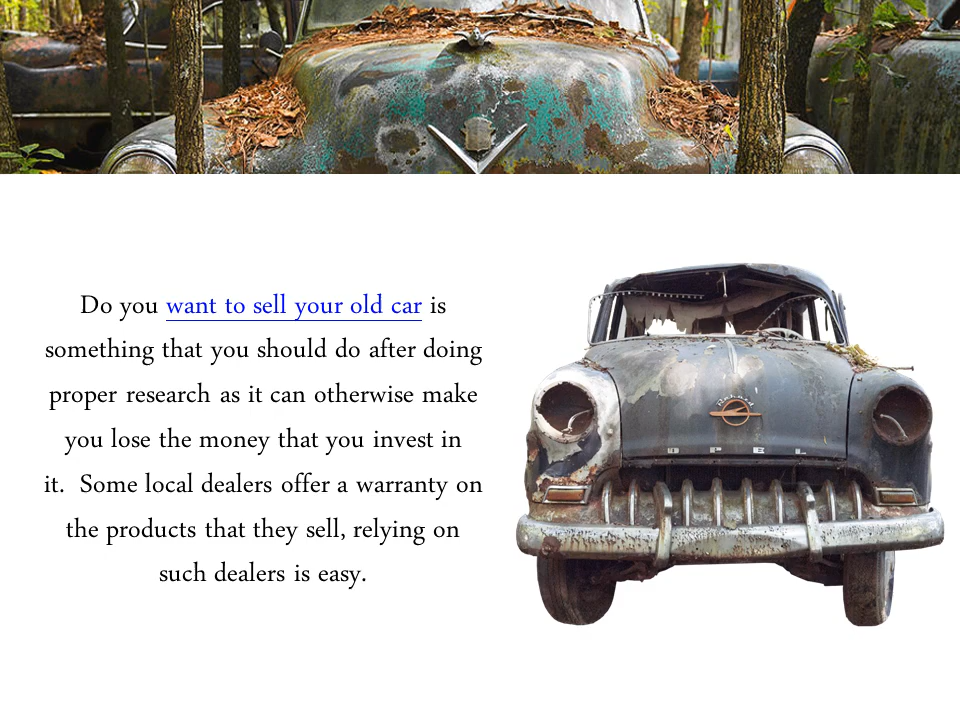 Do you want to sell your old car is
something that you should do after doing
proper research as it can otherwise make
you lose the money that you invest in
it.  Some local dealers offer a warranty on
the products that they sell, relying on
such dealers is easy.
Rekord
OPEL